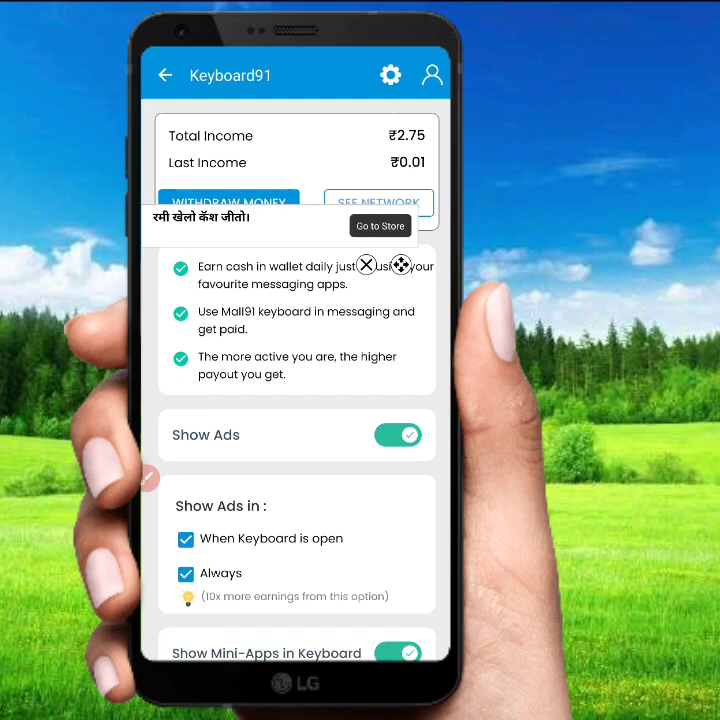 Keyboard91
Total Income ₹2.75
Last Income ₹0.01
WITHDRAW MONEY SEE NETWORK
रमी खेलो कॅश जीतो।
Go to Store
Earn cash in wallet daily just using your
favourite messaging apps.
Use Mall91 keyboard in messaging and
get paid.
The more active you are, the higher
payout you get.
Show Ads
Show Ads in :
When Keyboard is open
Always
(10x more earnings from this option)
Show Mini-Apps in Keyboard
LG